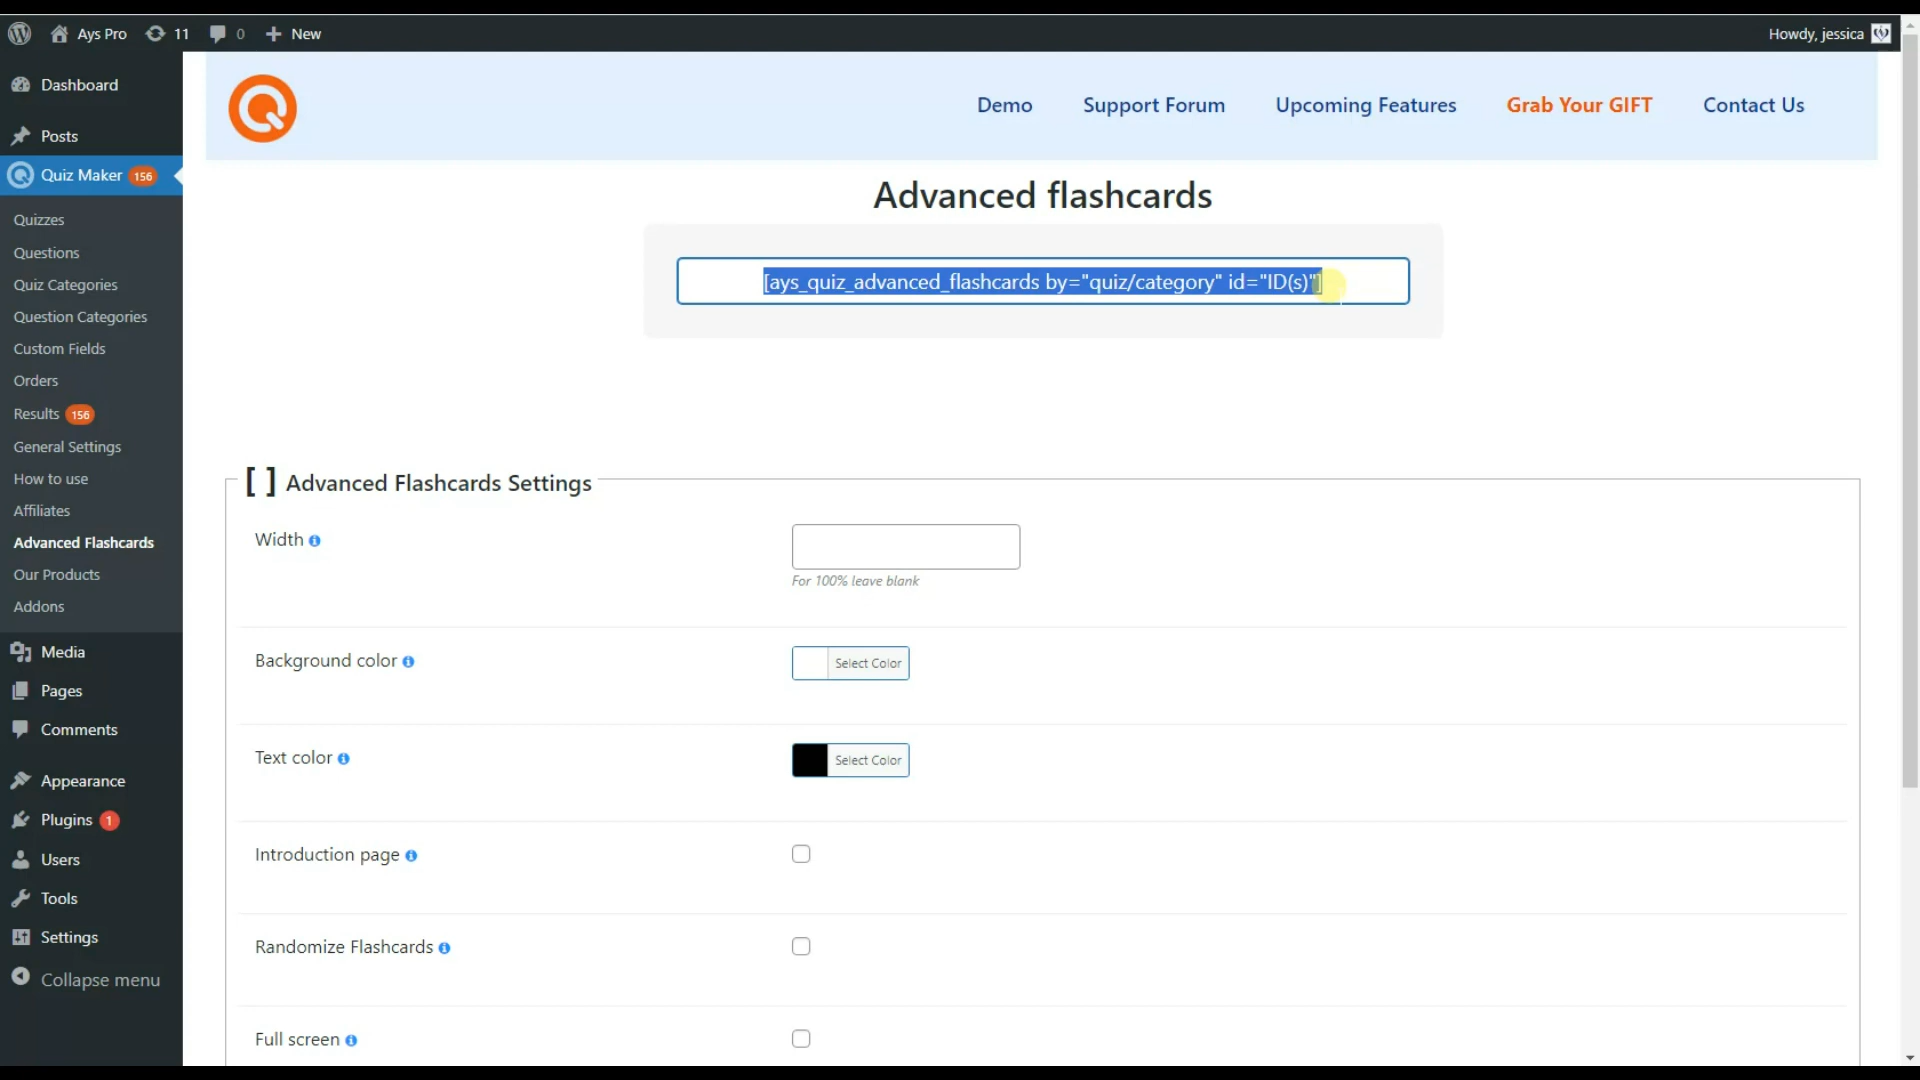 Ays Pro 11 0 New Howdy, jessica
Dashboard
Posts
Quiz Maker 156
Quizzes
Questions
Quiz Categories
Question Categories
Custom Fields
Orders
Results 156
General Settings
How to use
Affiliates
Advanced Flashcards
Our Products
Addons
Media
Pages
Comments
Appearance
Plugins 1
Users
Tools
Settings
Collapse menu
Demo Support Forum Upcoming Features Grab Your GIFT Contact Us
Advanced flashcards
[ays_quiz_advanced_flashcards by="quiz/category" id="ID(s)"]
[ ] Advanced Flashcards Settings
Width
For 100% leave blank
Background color Select Color
Text color Select Color
Introduction page
Randomize Flashcards
Full screen